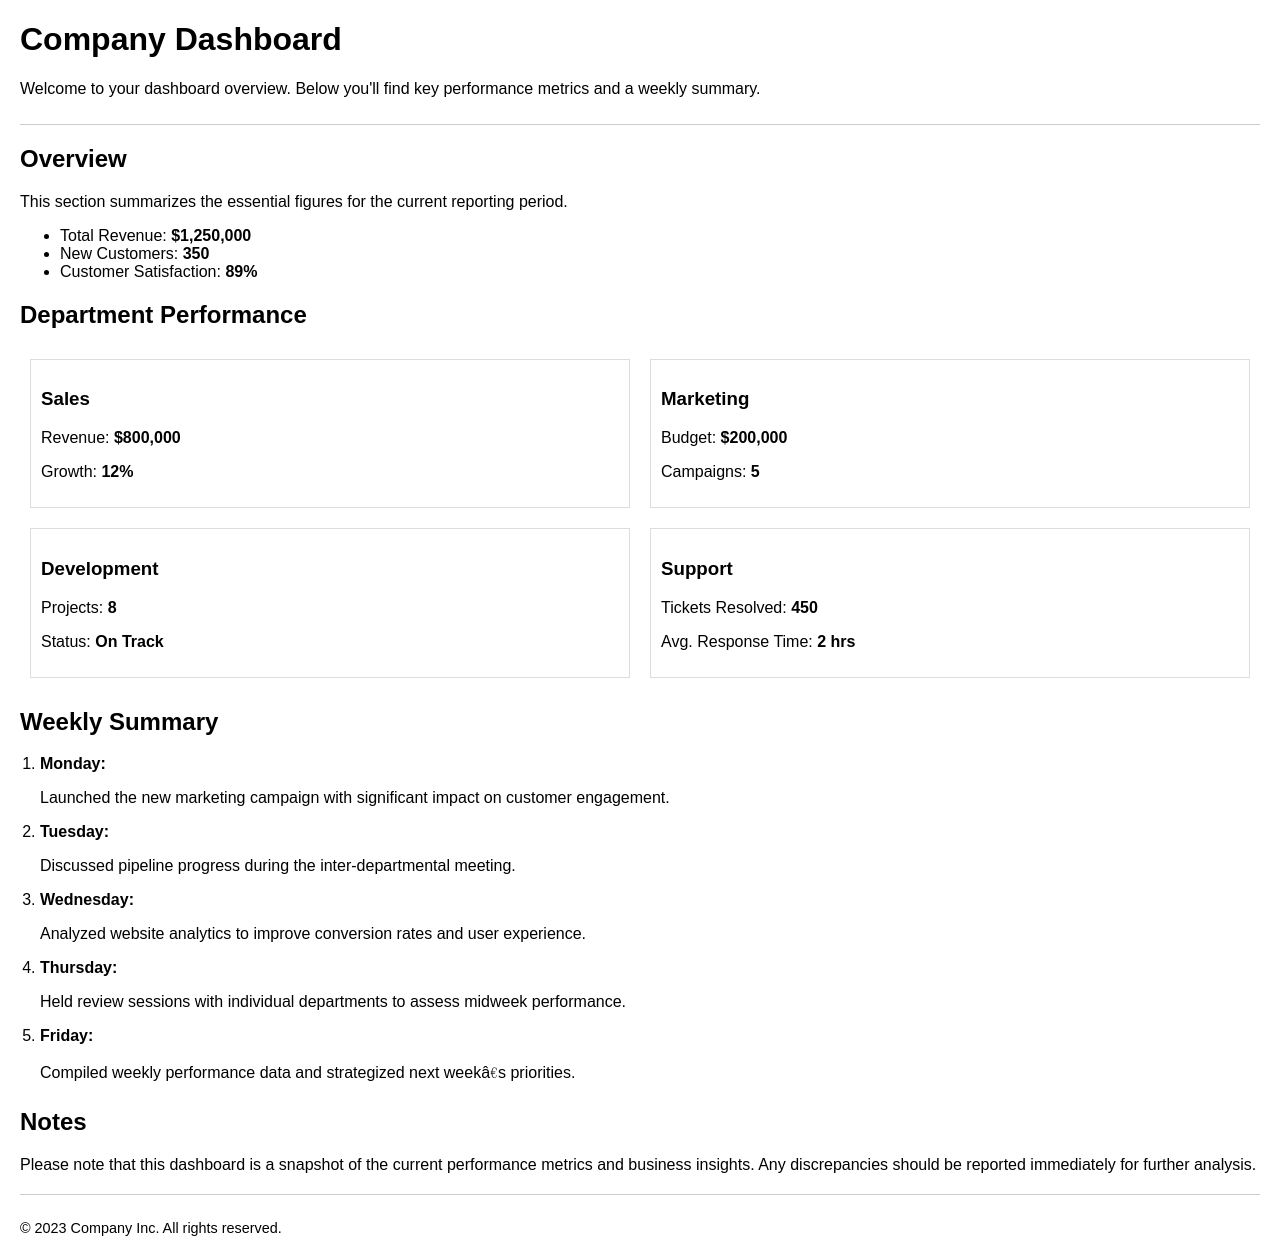 Company Dashboard
Welcome to your dashboard overview. Below you'll find key performance metrics and a weekly summary.
Overview
This section summarizes the essential figures for the current reporting period.
Total Revenue: $1,250,000
New Customers: 350
Customer Satisfaction: 89%
Department Performance
Sales
Revenue: $800,000
Growth: 12%
Marketing
Budget: $200,000
Campaigns: 5
Development
Projects: 8
Status: On Track
Support
Tickets Resolved: 450
Avg. Response Time: 2 hrs
Weekly Summary
1. Monday:
Launched the new marketing campaign with significant impact on customer engagement.
2. Tuesday:
Discussed pipeline progress during the inter-departmental meeting.
3. Wednesday:
Analyzed website analytics to improve conversion rates and user experience.
4. Thursday:
Held review sessions with individual departments to assess midweek performance.
5. Friday:
Compiled weekly performance data and strategized next weekâ€s priorities.
Notes
Please note that this dashboard is a snapshot of the current performance metrics and business insights. Any discrepancies should be reported immediately for further analysis.
© 2023 Company Inc. All rights reserved.